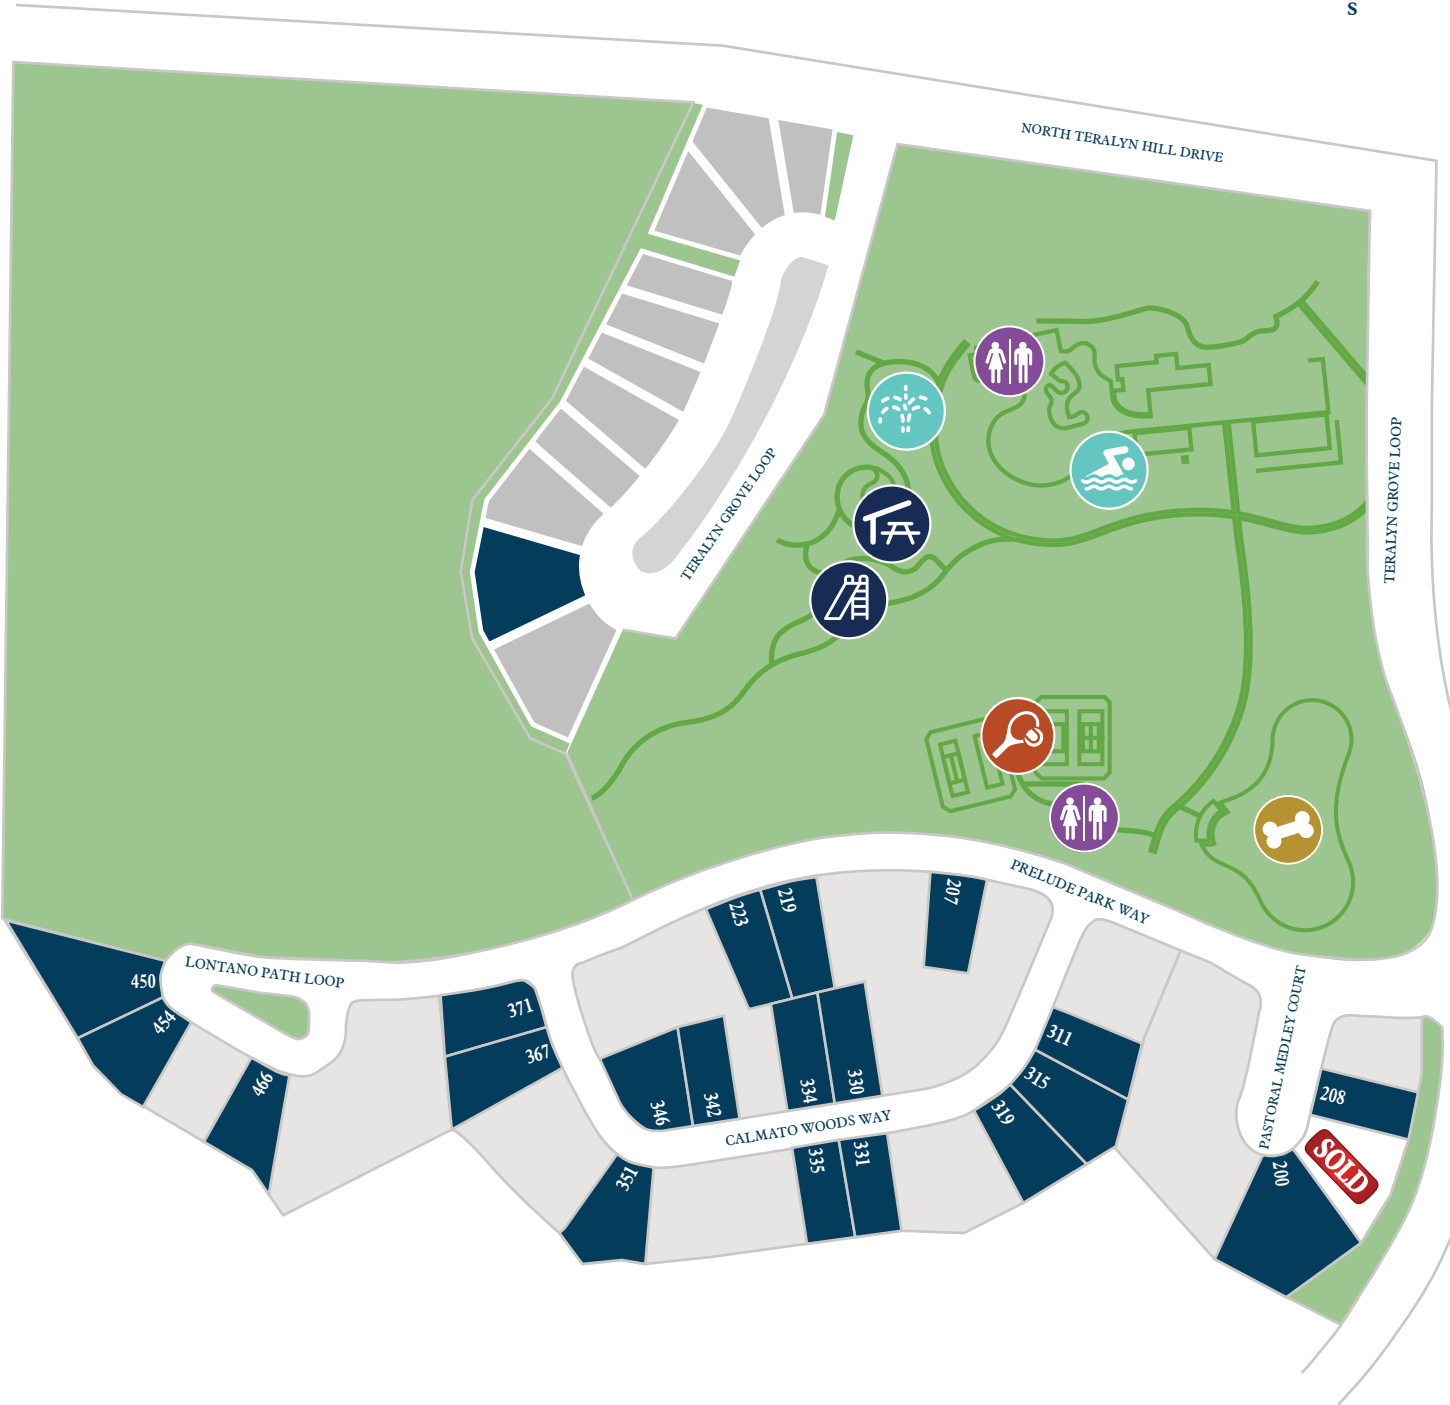 S
NORTH TERALYN HILL DRIVE
TERALYN GROVE LOOP
TERALYN GROVE LOOP
PRELUDE PARK WAY
207
219
223
LONTANO PATH LOOP
450
454
466
371
367
PASTORAL MEDLEY COURT
311
315
319
330
334
342
346
CALMATO WOODS WAY
208
SOLD
200
331
335
351